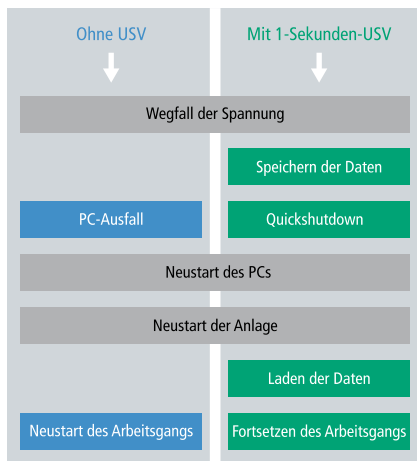 Ohne USV
Mit 1-Sekunden-USV
Wegfall der Spannung
Speichern der Daten
PC-Ausfall
Quickshutdown
Neustart des PCs
Neustart der Anlage
Laden der Daten
Neustart des Arbeitsgangs
Fortsetzen des Arbeitsgangs